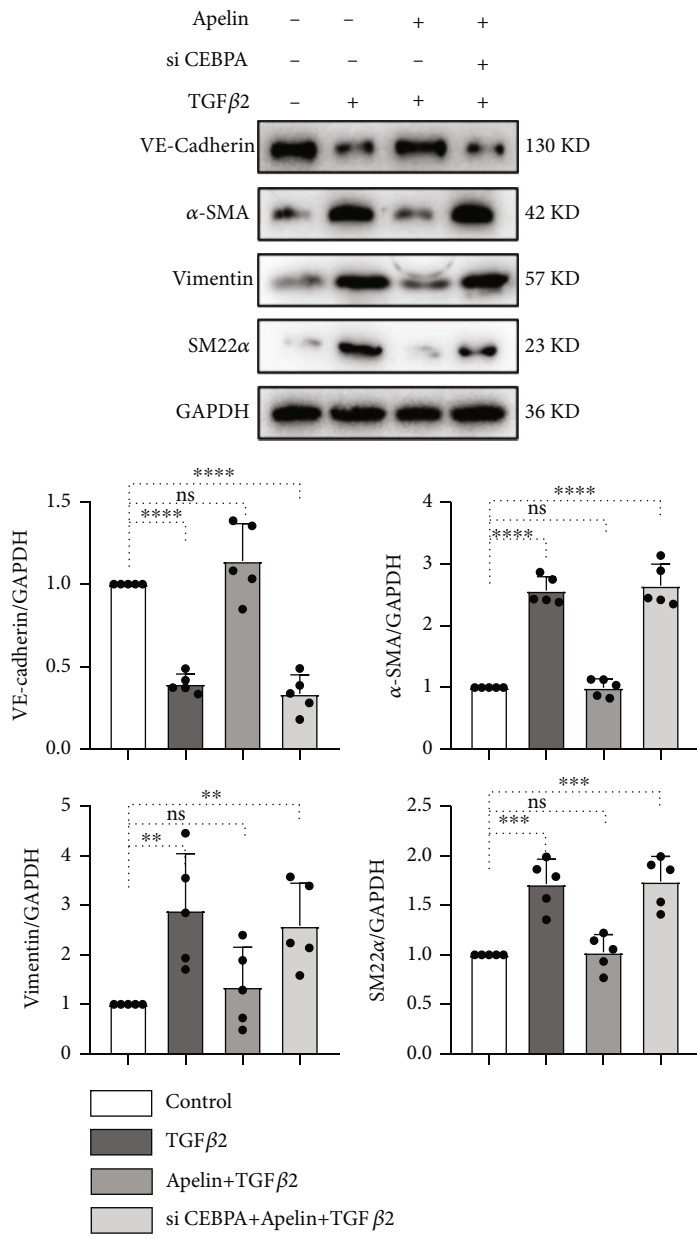 Apelin – – + +
si CEBPA – – – +
TGFβ2 – + + +
VE-Cadherin 130 KD
α-SMA 42 KD
Vimentin 57 KD
SM22α 23 KD
GAPDH 36 KD
****
ns
****
1.5
1.0
0.5
0.0
VE-cadherin/GAPDH
****
ns
****
4
3
2
1
0
α-SMA/GAPDH
**
ns
**
5
4
3
2
1
0
Vimentin/GAPDH
***
ns
***
2.5
2.0
1.5
1.0
0.5
0.0
SM22α/GAPDH
Control
TGFβ2
Apelin+TGFβ2
si CEBPA+Apelin+TGFβ2